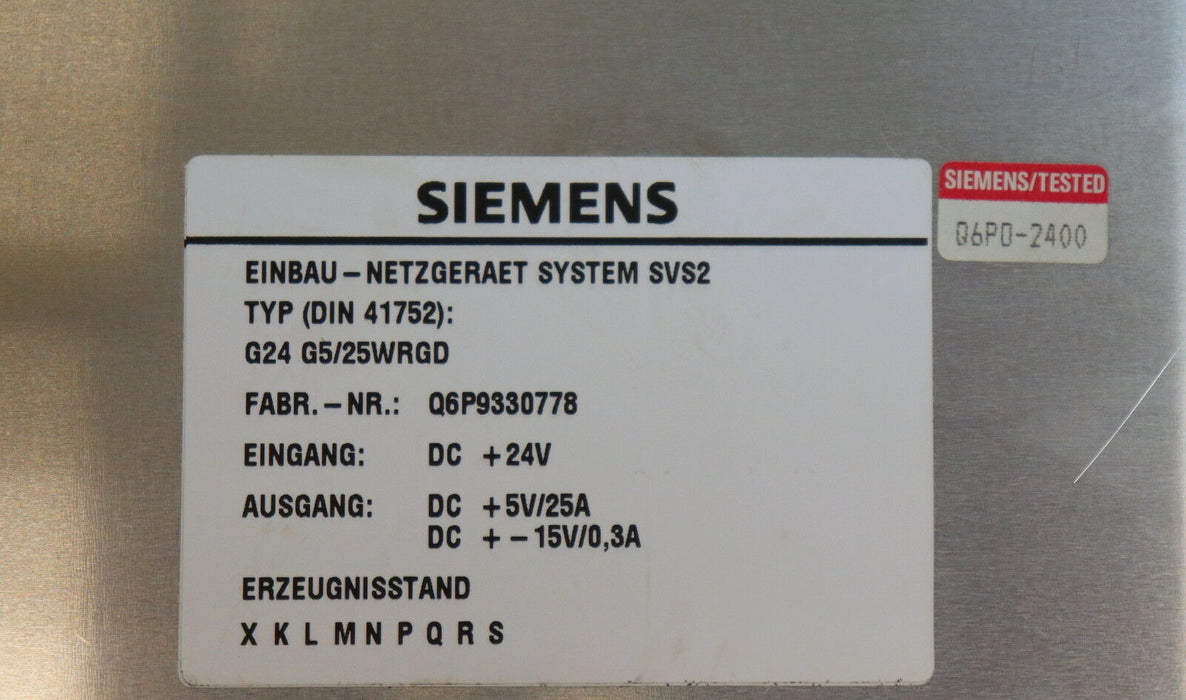 SIEMENS
EINBAU – NETZGERAET SYSTEM SVS2
TYP (DIN 41752):
G24 G5/25WRGD
FABR. – NR.: Q6P9330778
EINGANG: DC +24V
AUSGANG: DC +5V/25A
DC + – 15V/0,3A
ERZEUGNISSTAND
X K L M N P Q R S
SIEMENS/TESTED
Q6PD-2400